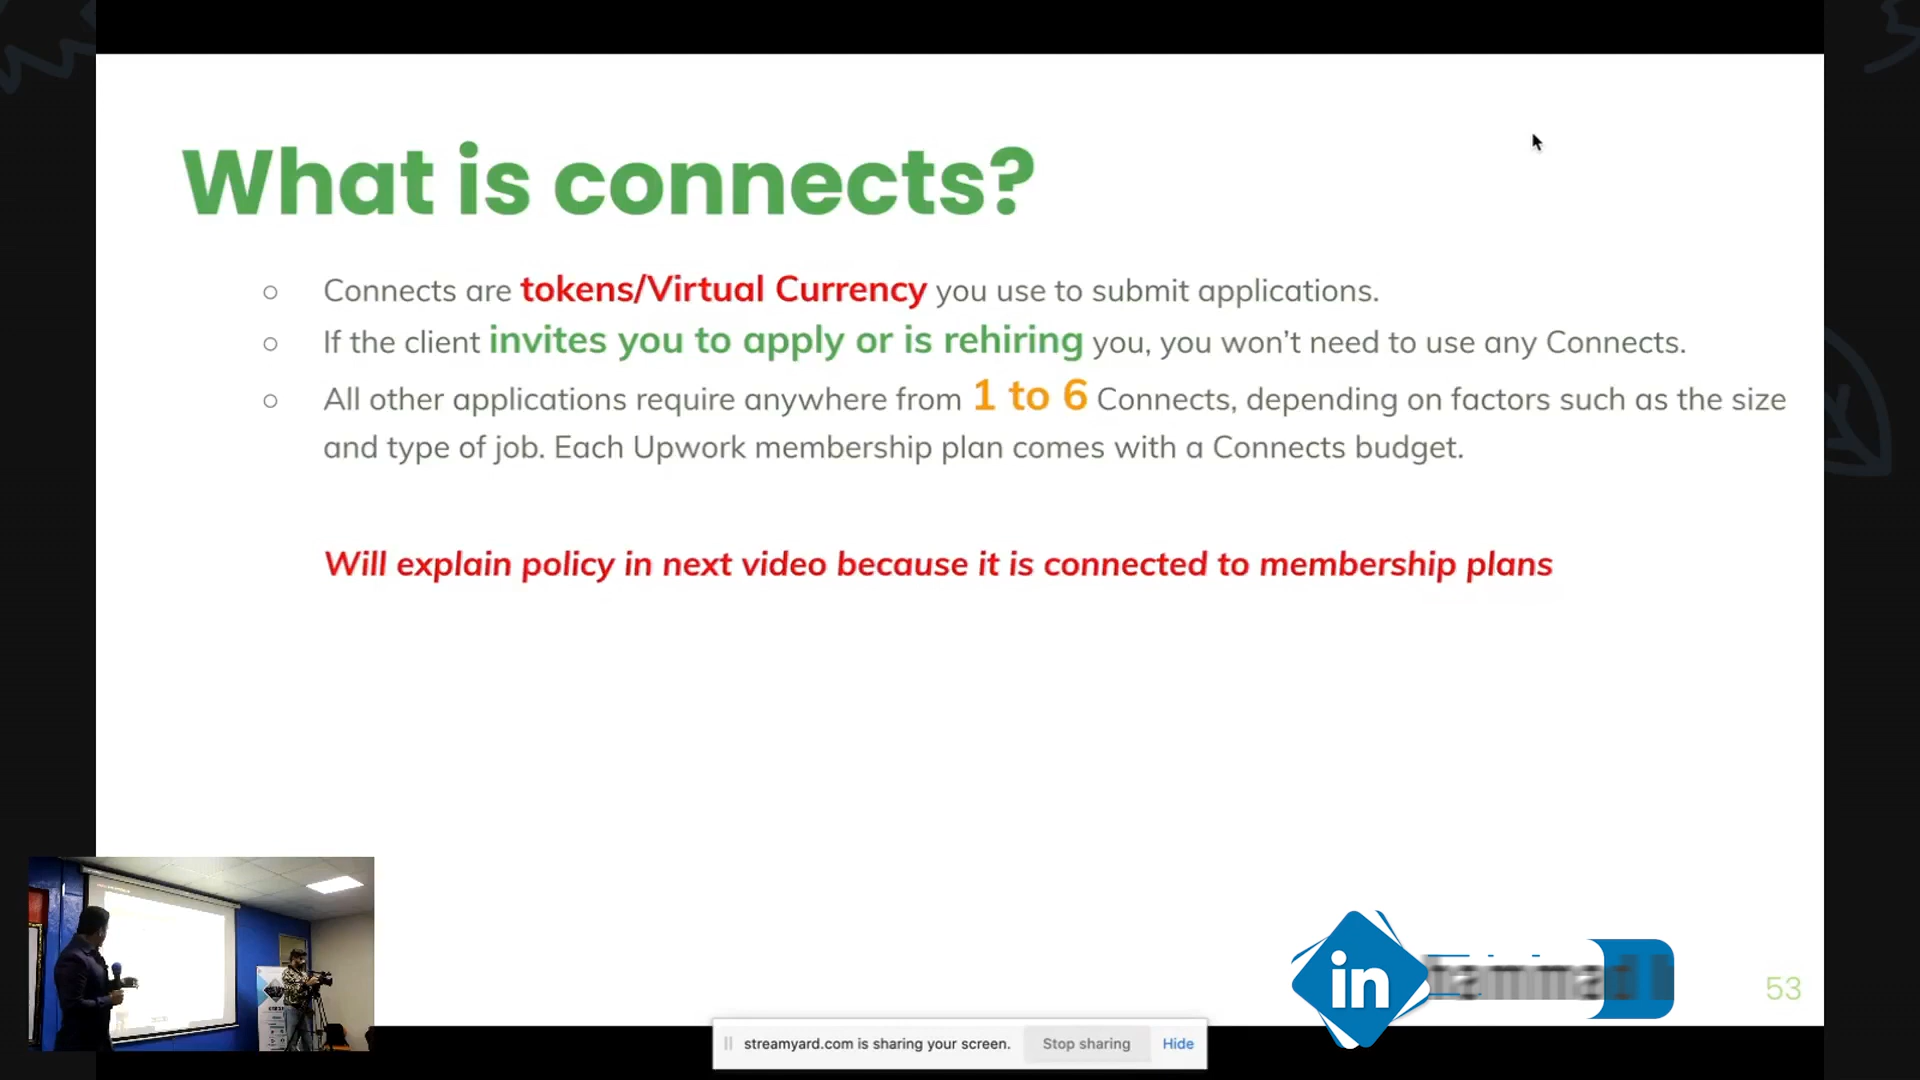 What is connects?
○ Connects are tokens/Virtual Currency you use to submit applications.
○ If the client invites you to apply or is rehiring you, you won't need to use any Connects.
○ All other applications require anywhere from 1 to 6 Connects, depending on factors such as the size
and type of job. Each Upwork membership plan comes with a Connects budget.
Will explain policy in next video because it is connected to membership plans
in
53
streamyard.com is sharing your screen. Stop sharing Hide